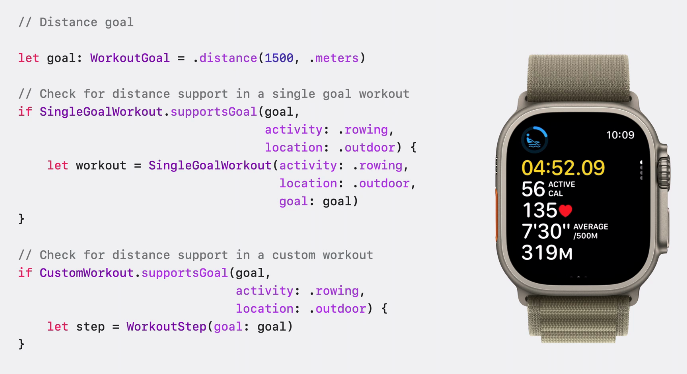 // Distance goal
let goal: WorkoutGoal = .distance(1500, .meters)
// Check for distance support in a single goal workout
if SingleGoalWorkout.supportsGoal(goal,
activity: .rowing,
location: .outdoor) {
let workout = SingleGoalWorkout(activity: .rowing,
location: .outdoor,
goal: goal)
}
// Check for distance support in a custom workout
if CustomWorkout.supportsGoal(goal,
activity: .rowing,
location: .outdoor) {
let step = WorkoutStep(goal: goal)
}
10:09
04:52.09
56 ACTIVE CAL
135
7'30" AVERAGE /500M
319M